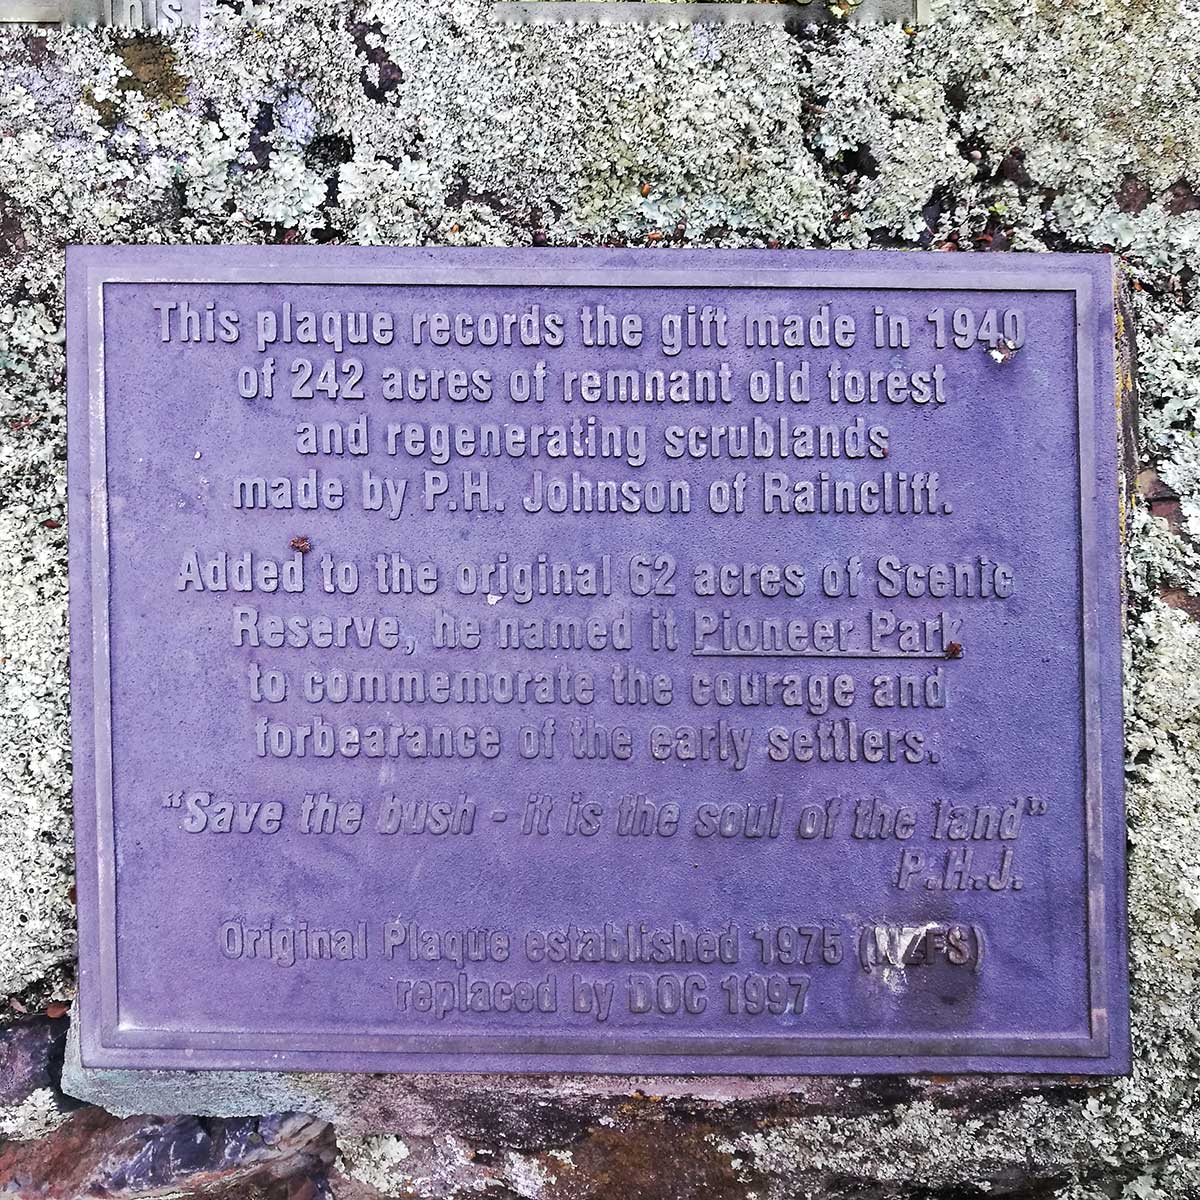 his
This plaque records the gift made in 1940
of 242 acres of remnant old forest
and regenerating scrublands
made by P.H. Johnson of Raincliff.
Added to the original 62 acres of Scenic
Reserve, he named it Pioneer Park
to commemorate the courage and
forbearance of the early settlers.
"Save the bush - it is the soul of the land"
P.H.J.
Original Plaque established 1975 (NZFS)
replaced by DOC 1997